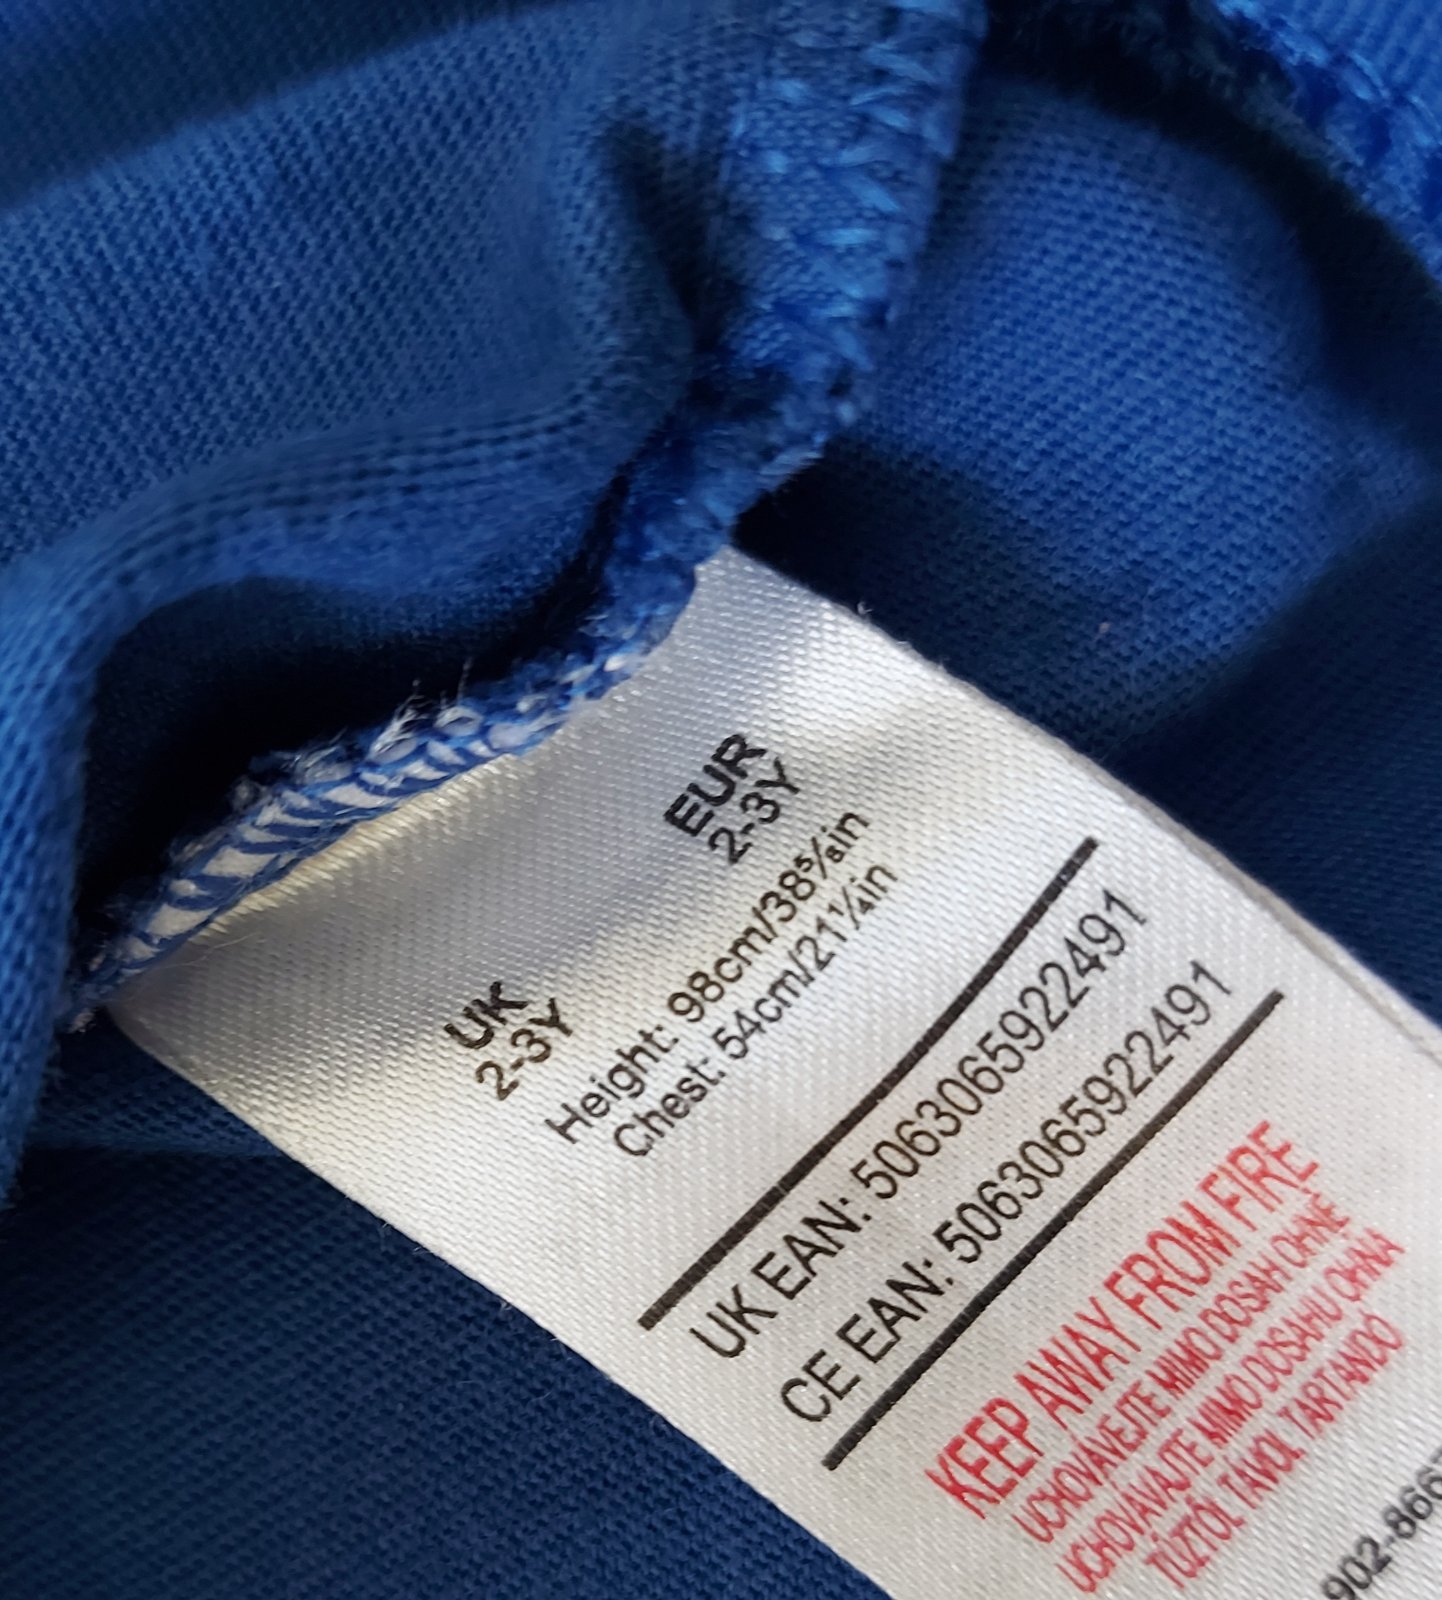 UK EUR
2-3Y 2-3Y
Height: 98cm/38⅝in
Chest: 54cm/21¼in
UK EAN: 5063065922491
CE EAN: 5063065922491
KEEP AWAY FROM FIRE
UCHOVÁVEJTE MIMO DOSAH OHNĚ
UCHOVÁVAJTE MIMO DOSAHU OHŇA
TŰZTŐL TÁVOL TARTANDÓ